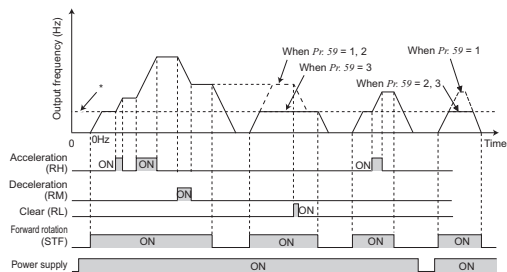 Output frequency (Hz)
*
When Pr. 59 = 1, 2
When Pr. 59 = 3
When Pr. 59 = 1
When Pr. 59 = 2, 3
0
0Hz
Time
Acceleration
(RH)
ON
ON
Deceleration
(RM)
ON
Clear (RL)
ON
Forward rotation
(STF)
ON
ON
ON
ON
Power supply
ON
ON